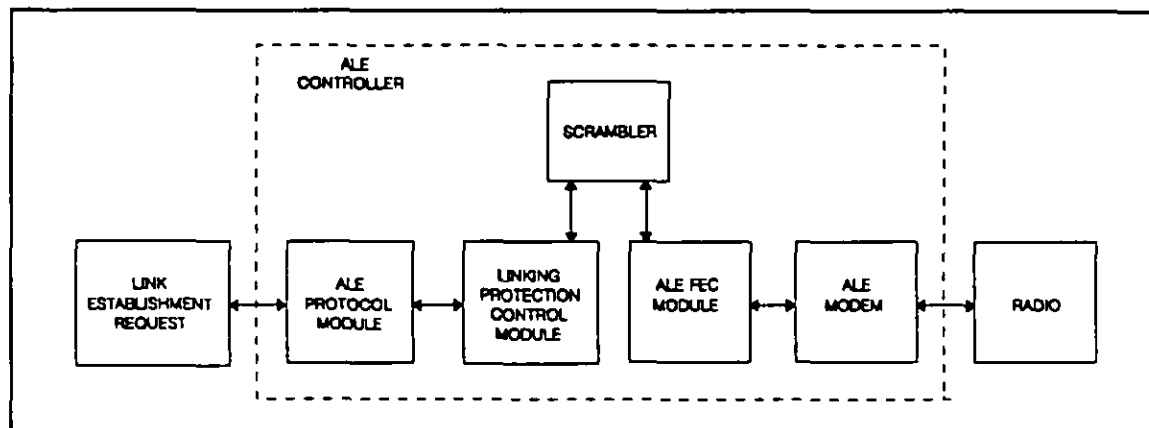 ALE
CONTROLLER
SCRAMBLER
LINK
ESTABLISHMENT
REQUEST
ALE
PROTOCOL
MODULE
LINKING
PROTECTION
CONTROL
MODULE
ALE FEC
MODULE
ALE
MODEM
RADIO